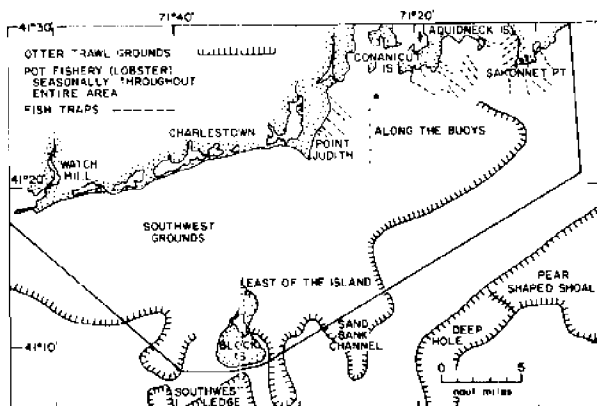 41°30'
71°40'
71°20'
AQUIDNECK IS
OTTER TRAWL GROUNDS
CONANICUT
IS
POT FISHERY (LOBSTER)
SEASONALLY THROUGHOUT
ENTIRE AREA
SAKONNET PT
FISH TRAPS
CHARLESTOWN
POINT
JUDITH
ALONG THE BUOYS
WATCH
HILL
41°20'
SOUTHWEST
GROUNDS
EAST OF THE ISLAND
PEAR
SHAPED SHOAL
SAND
BANK
CHANNEL
DEEP
HOLE
41°10'
BLOCK
IS
0 5
naut miles
SOUTHWEST
LEDGE